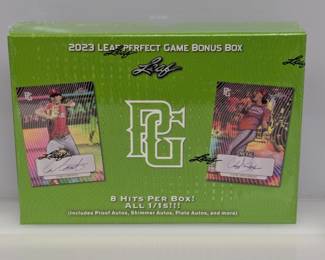 2023 LEAF PERFECT GAME BONUS BOX
Leaf
PG
8 HITS PER BOX!
ALL 1/1s!!!
(Includes Proof Autos, Shimmer Autos, Plate Autos, and more)